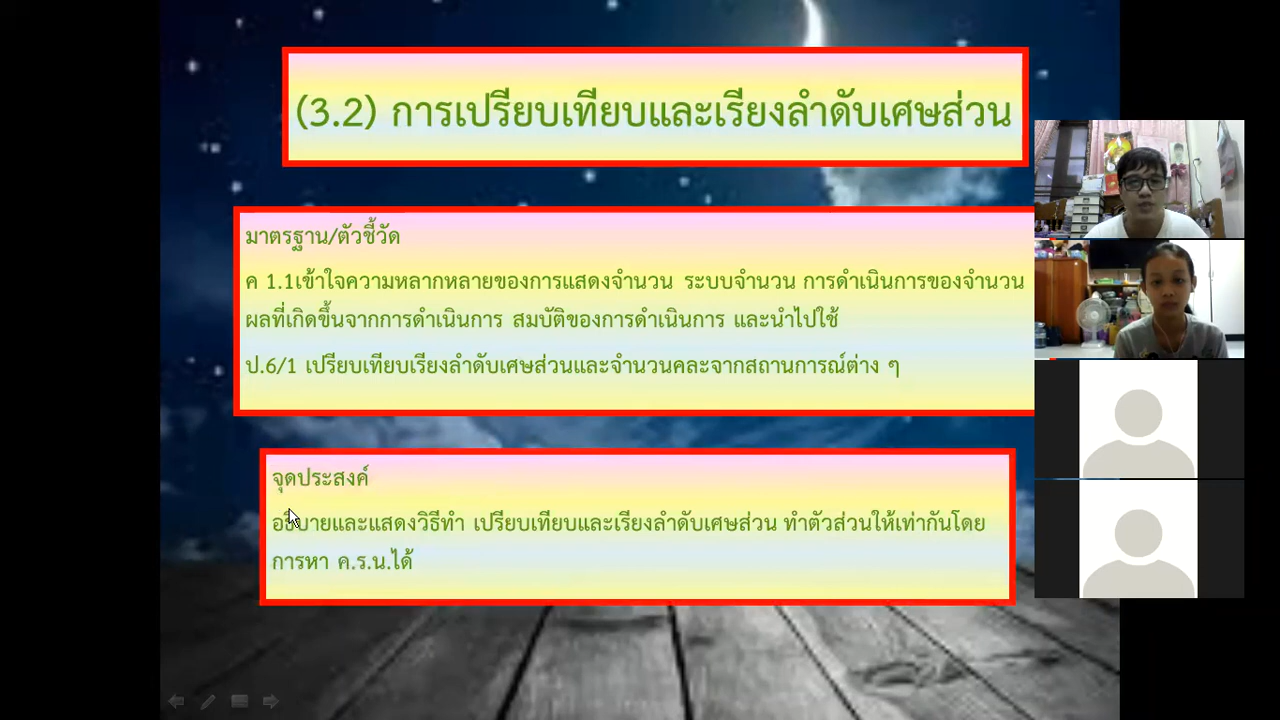 (3.2) การเปรียบเทียบและเรียงลำดับเศษส่วน
มาตรฐาน/ตัวชี้วัด
ค 1.1เข้าใจความหลากหลายของการแสดงจำนวน ระบบจำนวน การดำเนินการของจำนวน
ผลที่เกิดขึ้นจากการดำเนินการ สมบัติของการดำเนินการ และนำไปใช้
ป.6/1 เปรียบเทียบเรียงลำดับเศษส่วนและจำนวนคละจากสถานการณ์ต่าง ๆ
จุดประสงค์
อธิบายและแสดงวิธีทำ เปรียบเทียบและเรียงลำดับเศษส่วน ทำตัวส่วนให้เท่ากันโดย
การหา ค.ร.น.ได้